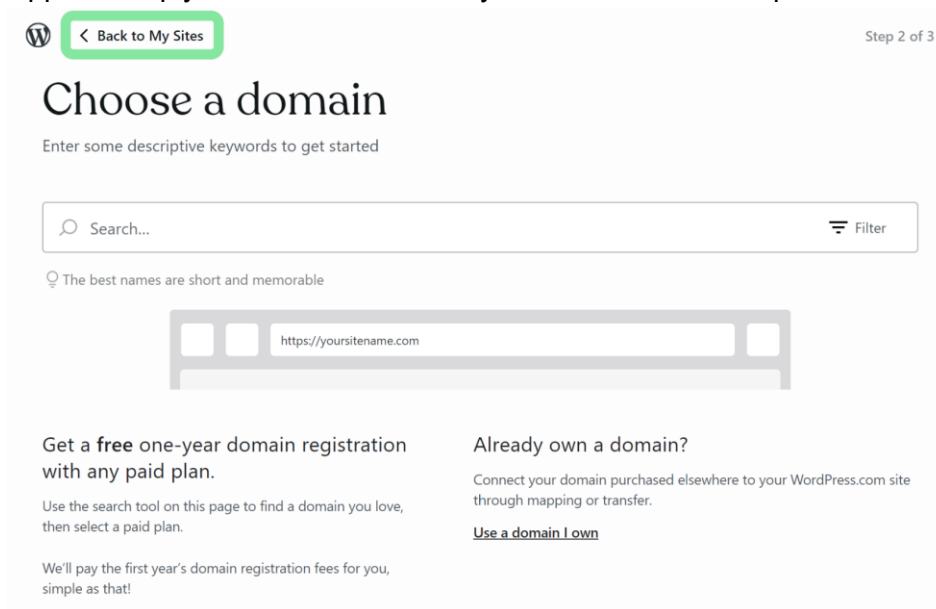 Back to My Sites
Step 2 of 3
Choose a domain
Enter some descriptive keywords to get started
Search...
Filter
The best names are short and memorable
https://yoursitename.com
Get a free one-year domain registration
with any paid plan.
Use the search tool on this page to find a domain you love,
then select a paid plan.
We'll pay the first year's domain registration fees for you,
simple as that!
Already own a domain?
Connect your domain purchased elsewhere to your WordPress.com site
through mapping or transfer.
Use a domain I own